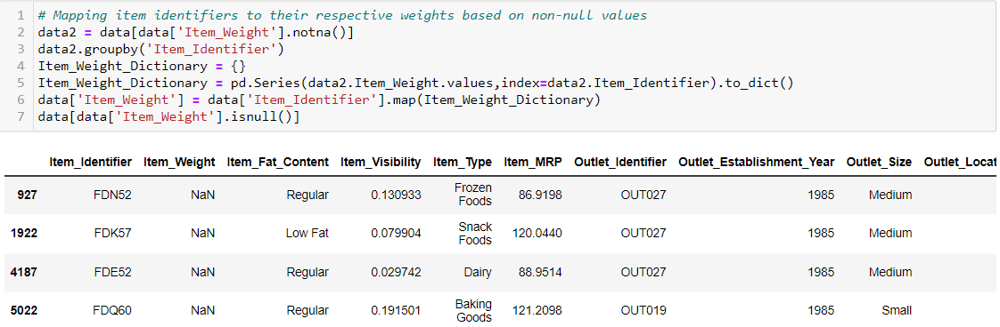 1 # Mapping item identifiers to their respective weights based on non-null values
2 data2 = data[data['Item_Weight'].notna()]
3 data2.groupby('Item_Identifier')
4 Item_Weight_Dictionary = {}
5 Item_Weight_Dictionary = pd.Series(data2.Item_Weight.values,index=data2.Item_Identifier).to_dict()
6 data['Item_Weight'] = data['Item_Identifier'].map(Item_Weight_Dictionary)
7 data[data['Item_Weight'].isnull()]
Item_Identifier Item_Weight Item_Fat_Content Item_Visibility Item_Type Item_MRP Outlet_Identifier Outlet_Establishment_Year Outlet_Size Outlet_Locat
927 FDN52 NaN Regular 0.130933 Frozen Foods 86.9198 OUT027 1985 Medium
1922 FDK57 NaN Low Fat 0.079904 Snack Foods 120.0440 OUT027 1985 Medium
4187 FDE52 NaN Regular 0.029742 Dairy 88.9514 OUT027 1985 Medium
5022 FDQ60 NaN Regular 0.191501 Baking Goods 121.2098 OUT019 1985 Small